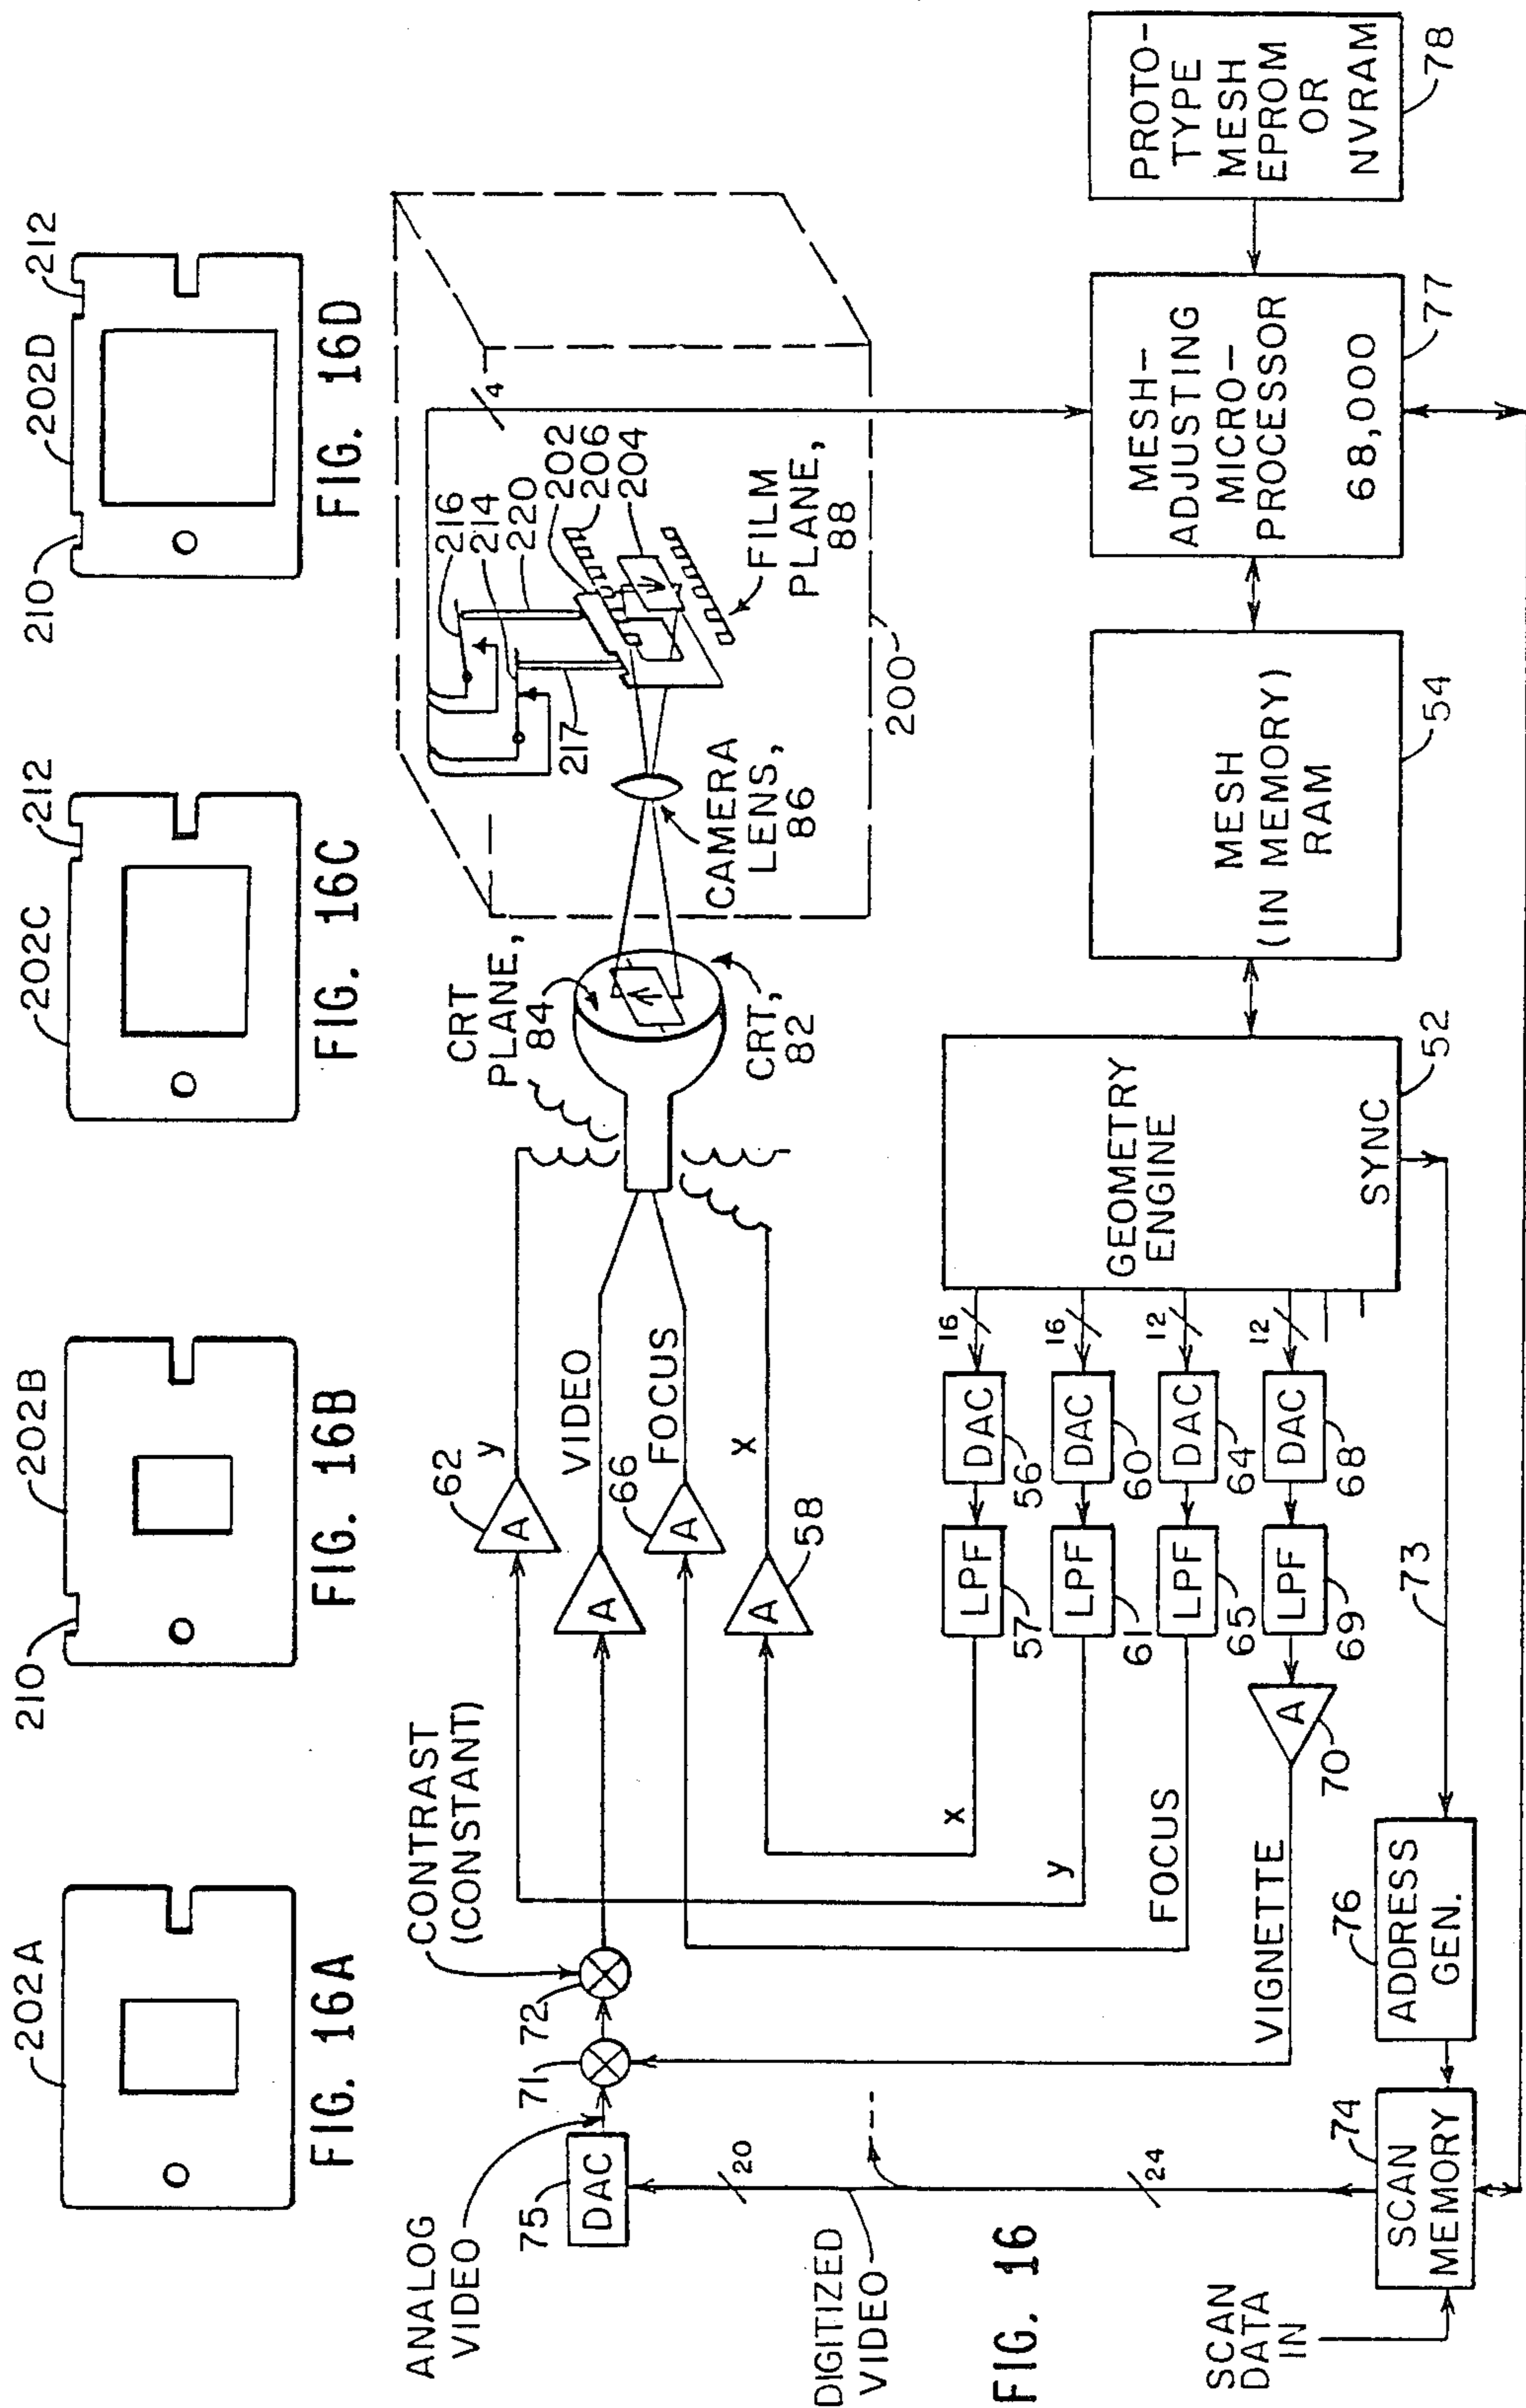 202A
FIG. 16A
210
202B
FIG. 16B
202C
212
FIG. 16C
210
202D
212
FIG. 16D
ANALOG
VIDEO
75
DAC
71
72
CONTRAST
(CONSTANT)
62
A
y
A
VIDEO
66
A
FOCUS
A
58
x
CRT
PLANE,
84
CRT,
82
CAMERA
LENS,
86
217
216
214
220
202
206
204
FILM
PLANE,
88
200
4
DIGITIZED
VIDEO
20
24
x
y
FOCUS
VIGNETTE
A
70
LPF
57
DAC
56
16
LPF
61
DAC
60
16
LPF
65
DAC
64
12
LPF
69
DAC
68
12
GEOMETRY
ENGINE
SYNC
52
MESH
(IN MEMORY)
RAM
54
MESH-
ADJUSTING
MICRO-
PROCESSOR
68,000
77
PROTO-
TYPE
MESH
EPROM
OR
NVRAM
78
73
76
ADDRESS
GEN.
74
SCAN
MEMORY
SCAN
DATA
IN
FIG. 16